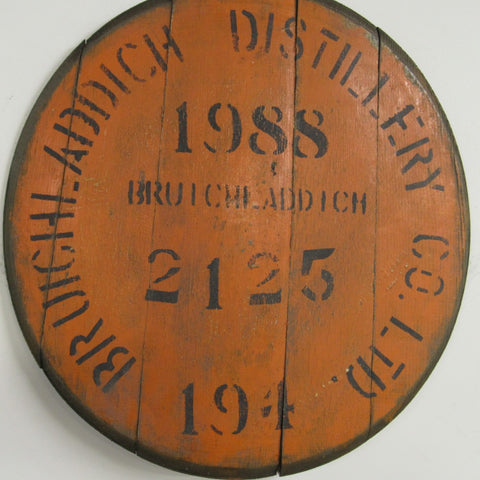 BRUICHLADDICH DISTILLERY CO. LTD.
1988
BRUICHLADDICH
2125
194